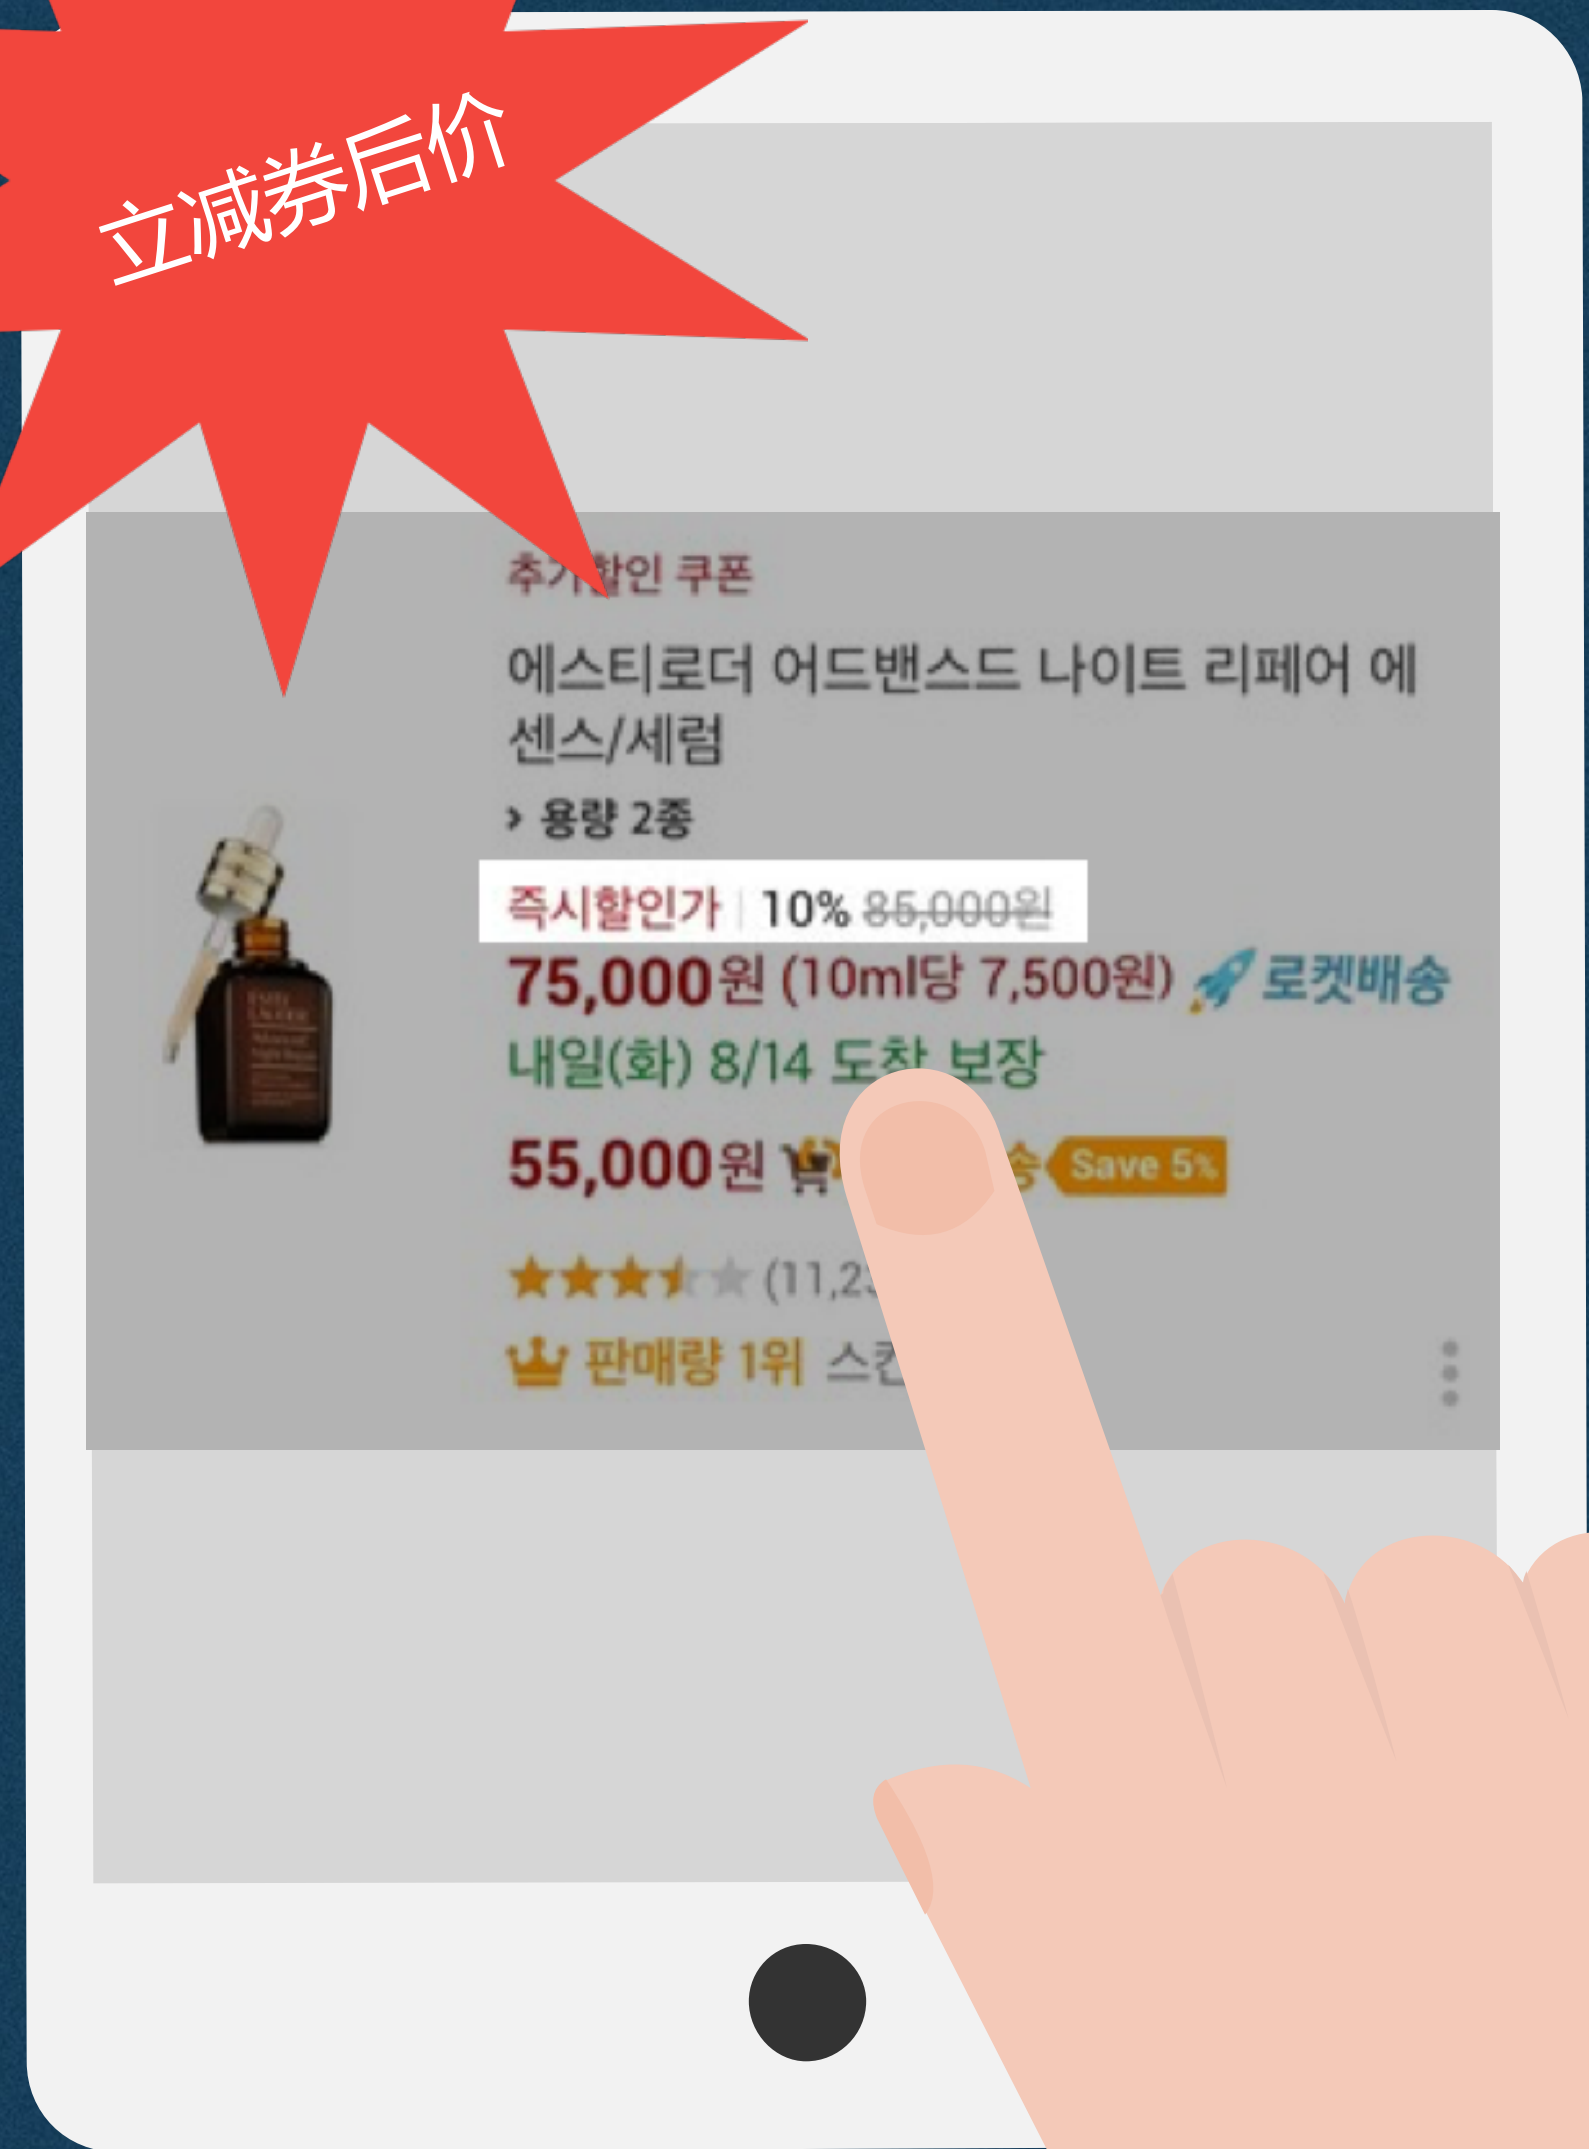 立减券后价
추가할인 쿠폰
에스티로더 어드밴스드 나이트 리페어 에
센스/세럼
› 용량 2종
즉시할인가 | 10% 85,000원
75,000원 (10ml당 7,500원) 로켓배송
내일(화) 8/14 도착 보장
55,000원 Save 5%
판매량 1위